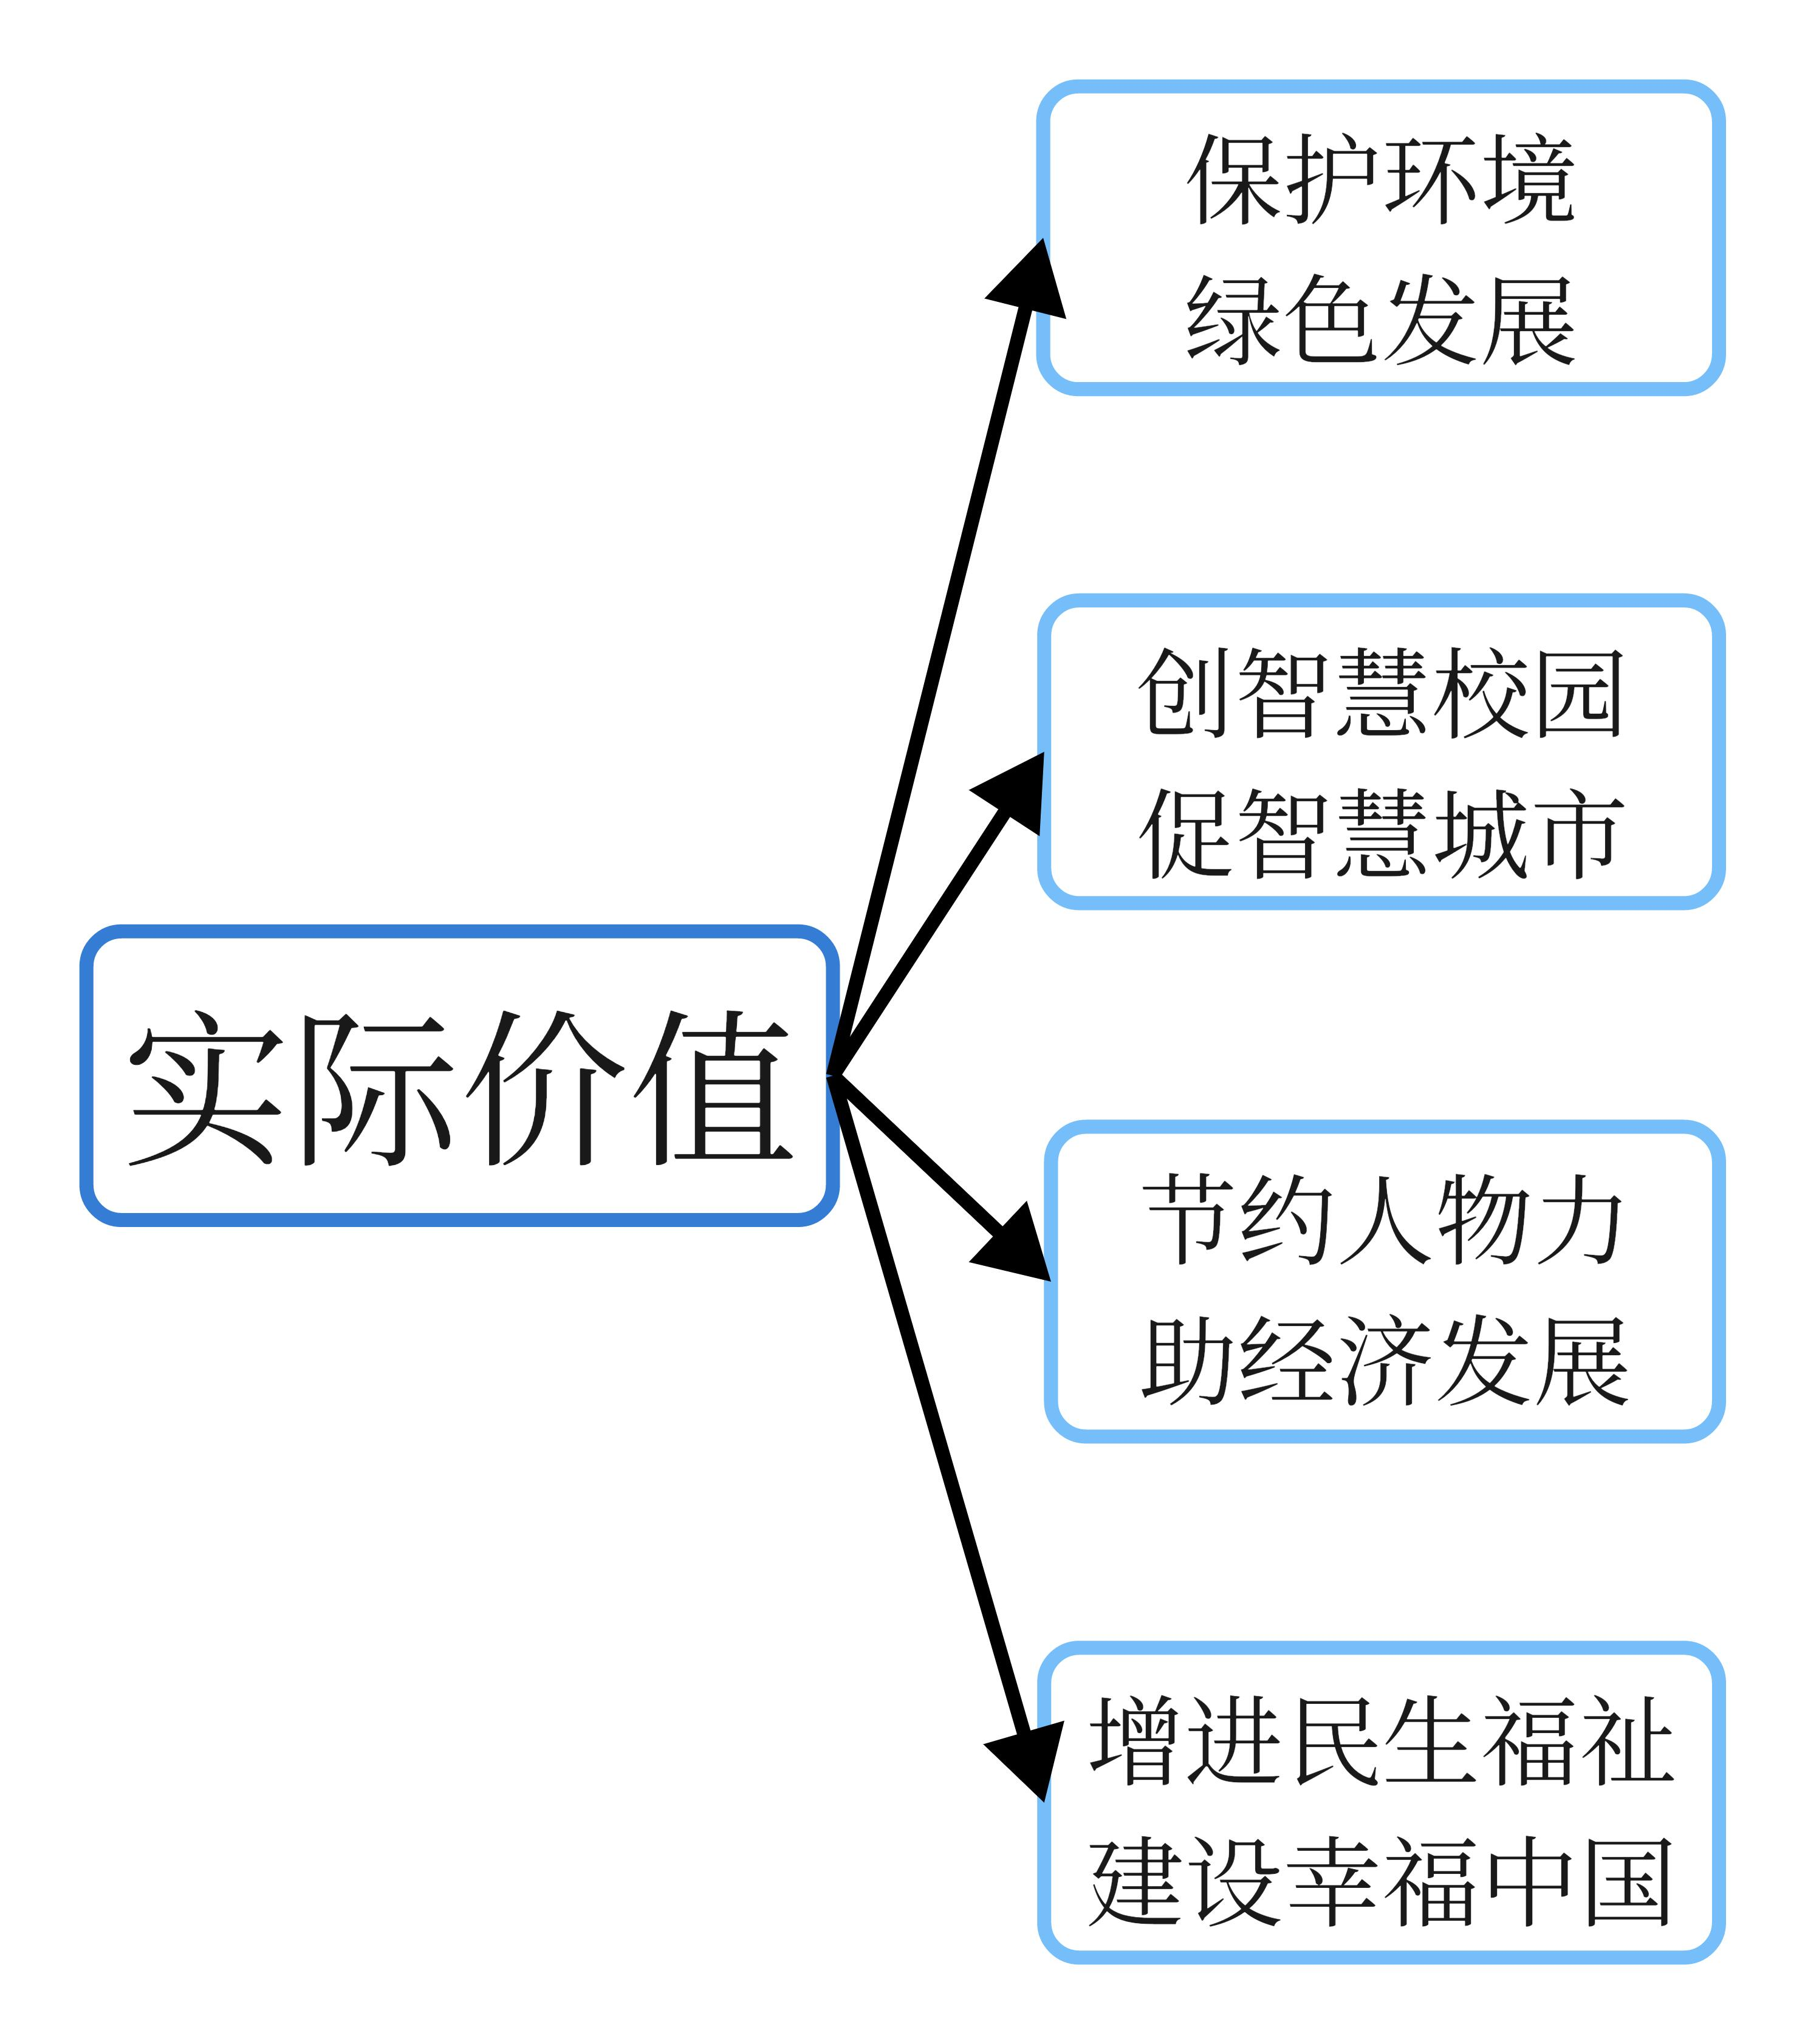 实际价值
保护环境
绿色发展
创智慧校园
促智慧城市
节约人物力
助经济发展
增进民生福祉
建设幸福中国